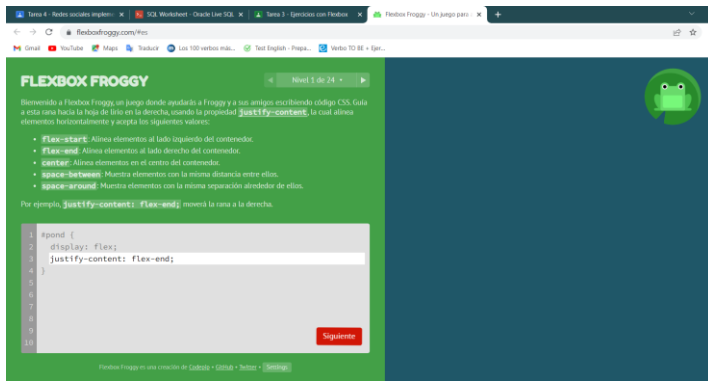 Tarea 4 - Redes sociales implemen
SQL Worksheet - Oracle Live SQL
Tarea 3 - Ejercicios con Flexbox
Flexbox Froggy - Un juego para a
flexboxfroggy.com/#es
Gmail YouTube Maps Traducir Los 100 verbos más... Test English - Prepa... Verbo TO BE + Ejer...
FLEXBOX FROGGY
Nivel 1 de 24
Bienvenido a Flexbox Froggy, un juego donde ayudarás a Froggy y a sus amigos escribiendo código CSS. Guía
a esta rana hacia la hoja de lirio en la derecha, usando la propiedad justify-content, la cual alinea
elementos horizontalmente y acepta los siguientes valores:
• flex-start: Alinea elementos al lado izquierdo del contenedor.
• flex-end: Alinea elementos al lado derecho del contenedor.
• center: Alinea elementos en el centro del contenedor.
• space-between: Muestra elementos con la misma distancia entre ellos.
• space-around: Muestra elementos con la misma separación alrededor de ellos.
Por ejemplo, justify-content: flex-end; moverá la rana a la derecha.
1 #pond {
2 display: flex;
3 justify-content: flex-end;
4 }
5
6
7
8
9
10
Siguiente
Flexbox Froggy es una creación de Codepip • GitHub • Twitter • Settings